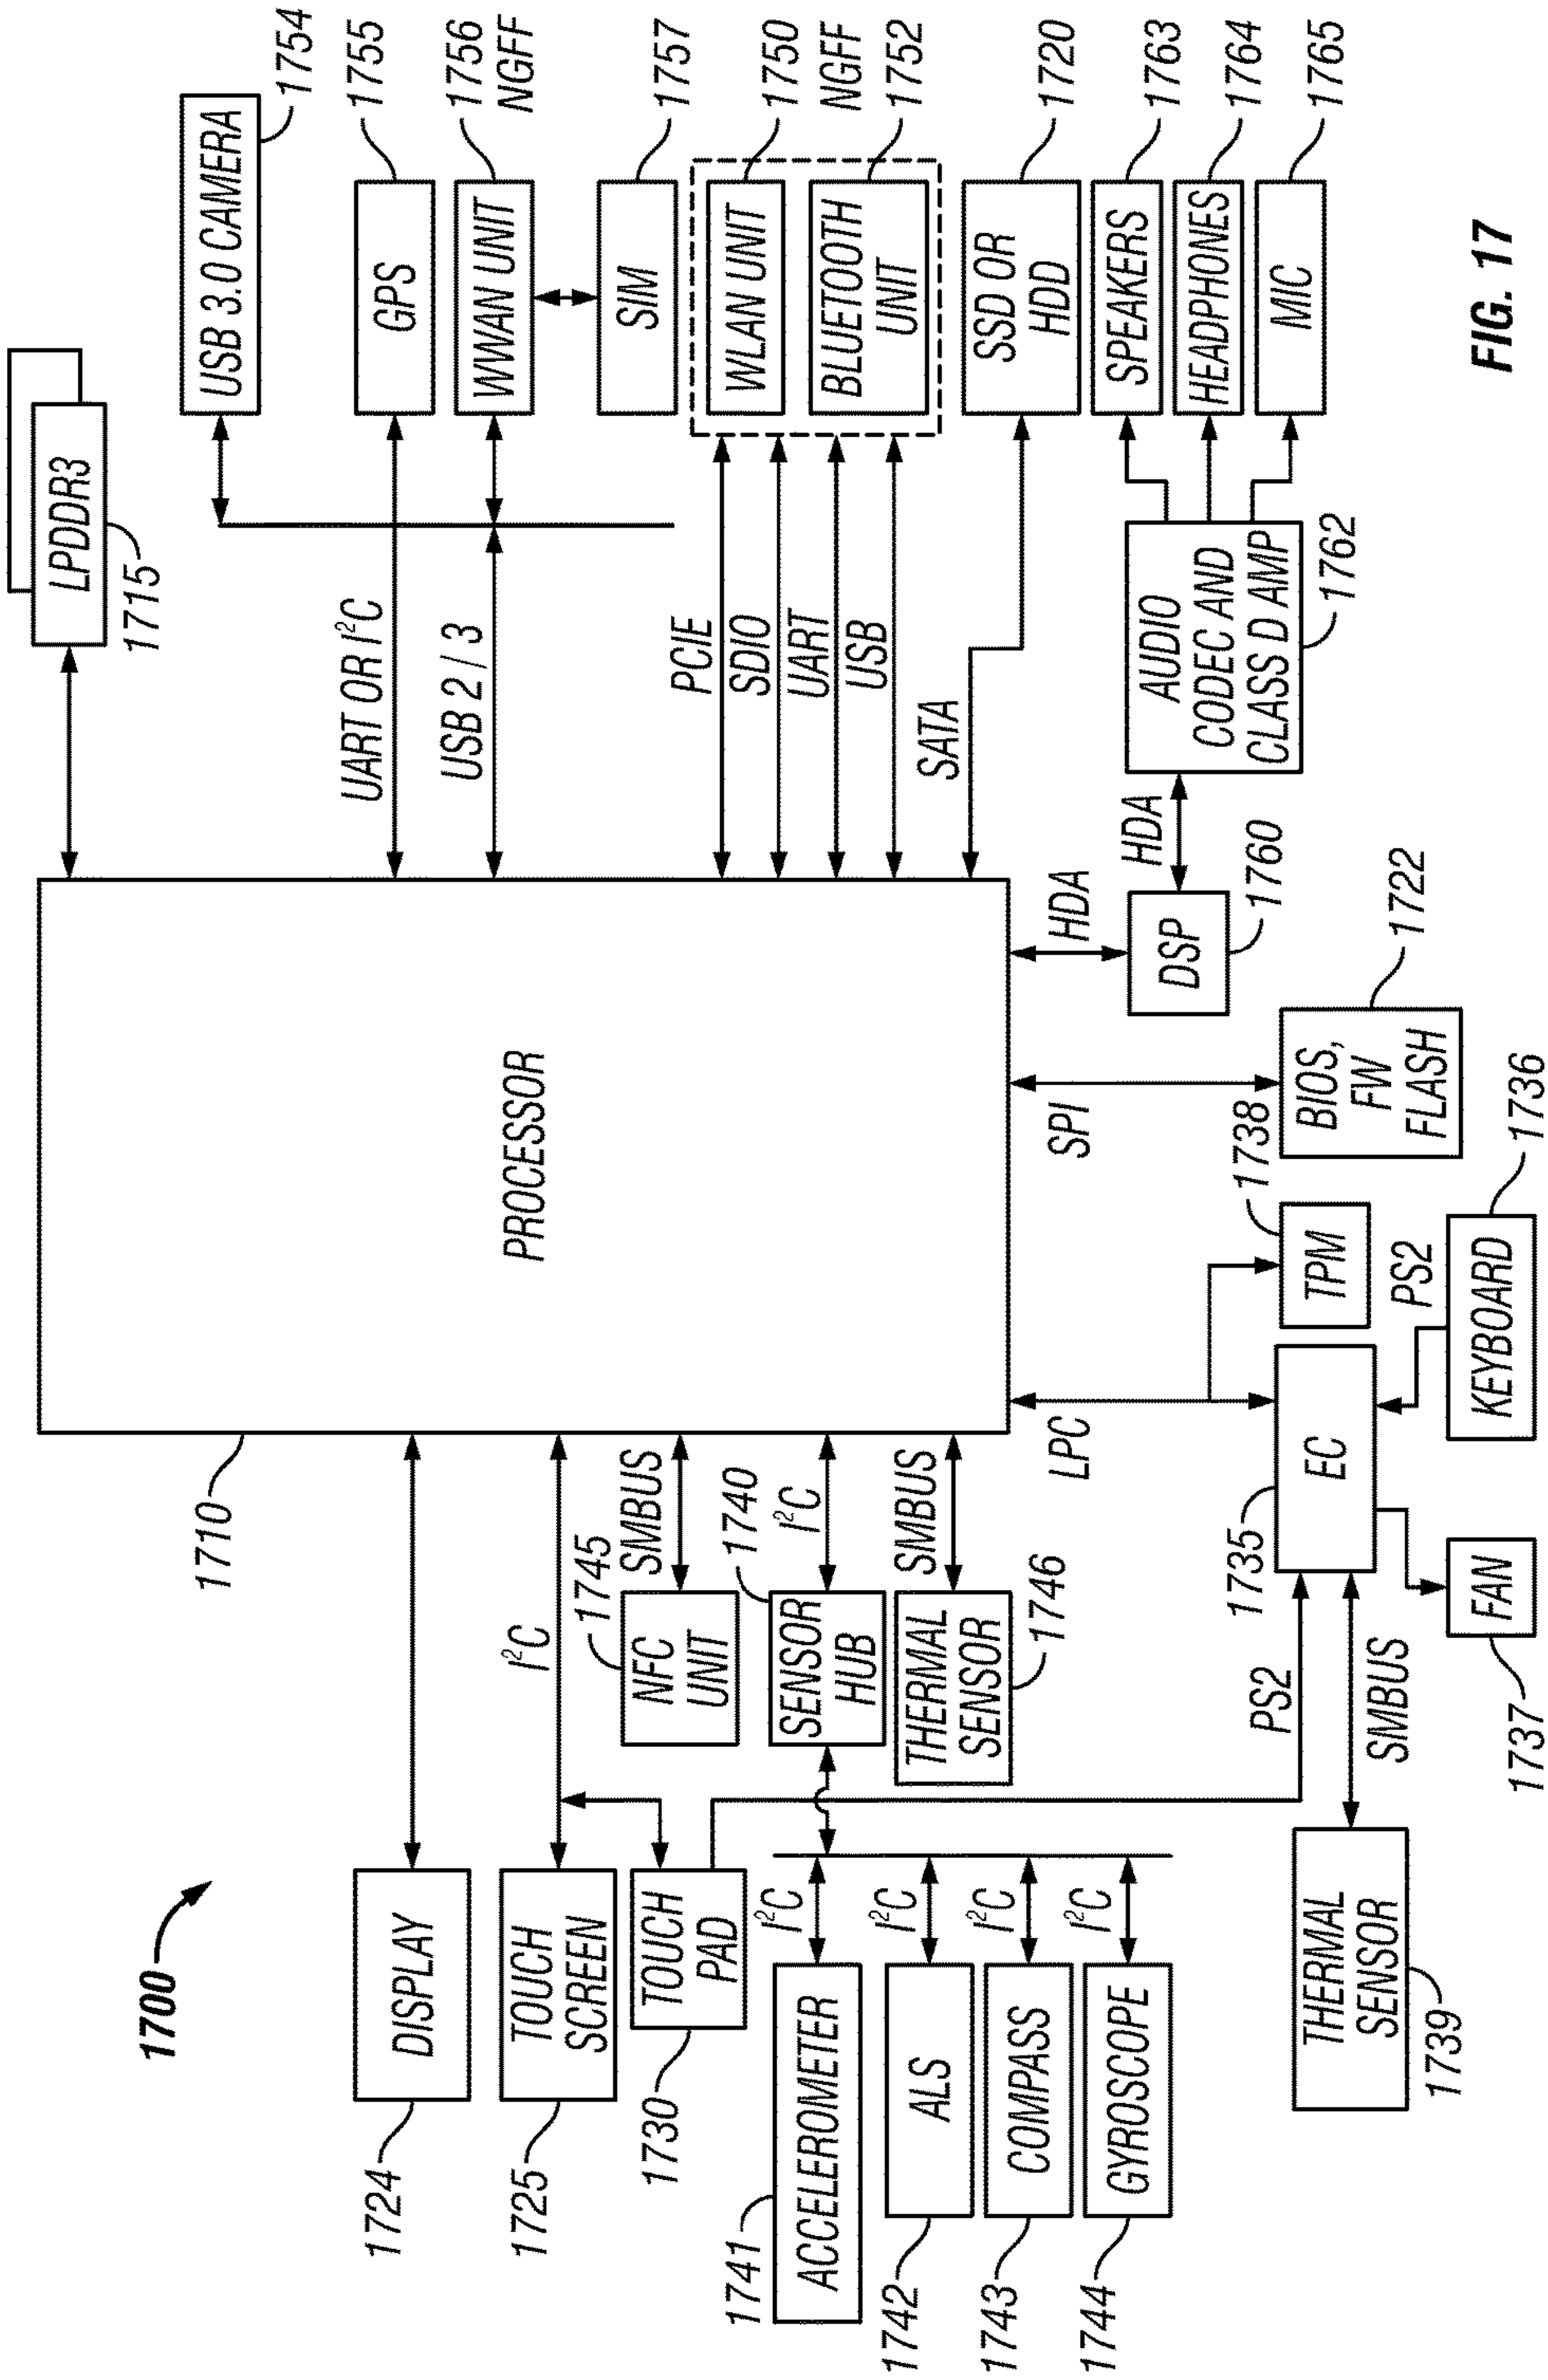 1700
1710
PROCESSOR
LPDDR3
1715
USB 3.0 CAMERA
1754
UART OR I²C
GPS
1755
USB 2 / 3
WWAN UNIT
1756
NGFF
SIM
1757
PCIE
SDIO
UART
USB
WLAN UNIT
1750
NGFF
BLUETOOTH
UNIT
1752
SATA
SSD OR
HDD
1720
SPEAKERS
1763
HEADPHONES
1764
MIC
1765
AUDIO
CODEC AND
CLASS D AMP
1762
HDA
HDA
DSP
1760
SPI
BIOS,
FW
FLASH
1722
LPC
TPM
1738
EC
1735
PS2
KEYBOARD
1736
FAN
1737
PS2
SMBUS
THERMAL
SENSOR
1739
DISPLAY
1724
I²C
TOUCH
SCREEN
1725
TOUCH
PAD
1730
SMBUS
NFC
UNIT
1745
I²C
SENSOR
HUB
1740
SMBUS
THERMAL
SENSOR
1746
I²C
ACCELEROMETER
1741
I²C
ALS
1742
I²C
COMPASS
1743
I²C
GYROSCOPE
1744
FIG. 17